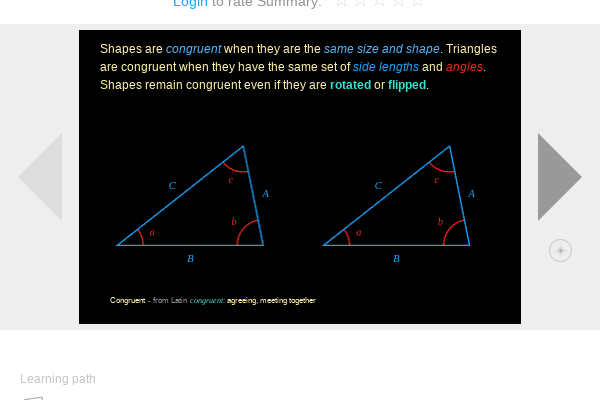 Login to rate Summary:
Shapes are congruent when they are the same size and shape. Triangles
are congruent when they have the same set of side lengths and angles.
Shapes remain congruent even if they are rotated or flipped.
C c A C c A
a b a b
B B
Congruent - from Latin congruent: agreeing, meeting together
Learning path